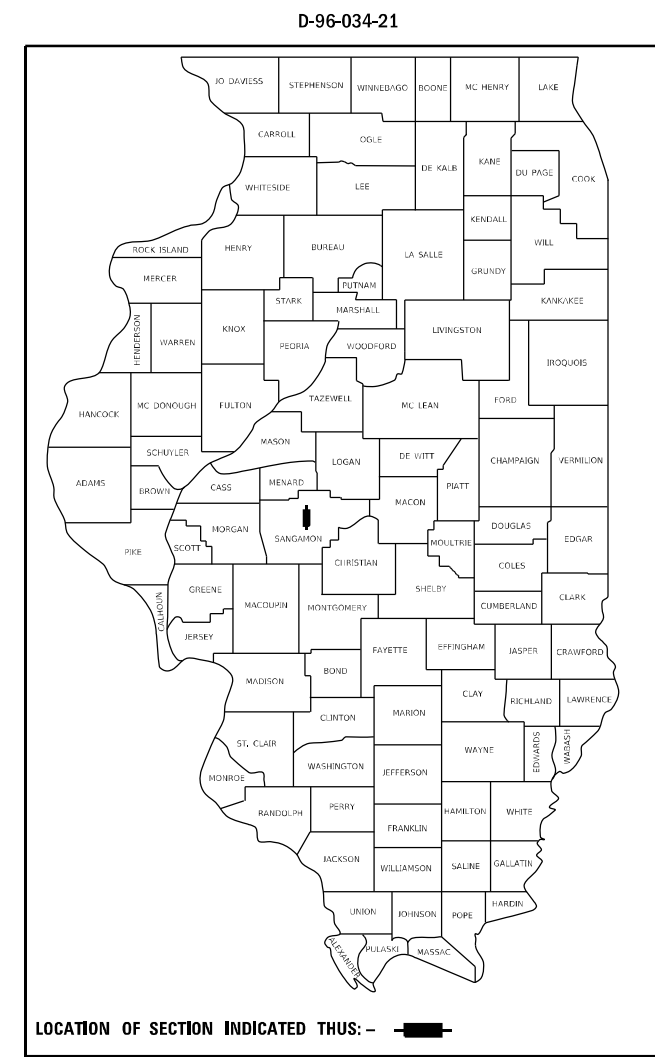 D-96-034-21
JO DAVIESS STEPHENSON WINNEBAGO BOONE MC HENRY LAKE
CARROLL OGLE DE KALB KANE DU PAGE COOK
WHITESIDE LEE
KENDALL WILL
ROCK ISLAND HENRY BUREAU LA SALLE
GRUNDY
MERCER PUTNAM
STARK MARSHALL KANKAKEE
HENDERSON WARREN KNOX PEORIA WOODFORD LIVINGSTON
IROQUOIS
HANCOCK MC DONOUGH FULTON TAZEWELL MC LEAN FORD
MASON
SCHUYLER LOGAN DE WITT CHAMPAIGN VERMILION
ADAMS BROWN CASS MENARD PIATT
MACON
MORGAN DOUGLAS
PIKE SCOTT SANGAMON MOULTRIE EDGAR
CHRISTIAN COLES
GREENE SHELBY
CALHOUN MACOUPIN MONTGOMERY CUMBERLAND CLARK
JERSEY FAYETTE EFFINGHAM JASPER CRAWFORD
BOND
MADISON CLAY
RICHLAND LAWRENCE
CLINTON MARION
ST. CLAIR WAYNE EDWARDS WABASH
WASHINGTON JEFFERSON
MONROE
RANDOLPH PERRY HAMILTON WHITE
FRANKLIN
JACKSON WILLIAMSON SALINE GALLATIN
UNION JOHNSON POPE HARDIN
ALEXANDER PULASKI MASSAC
LOCATION OF SECTION INDICATED THUS: –